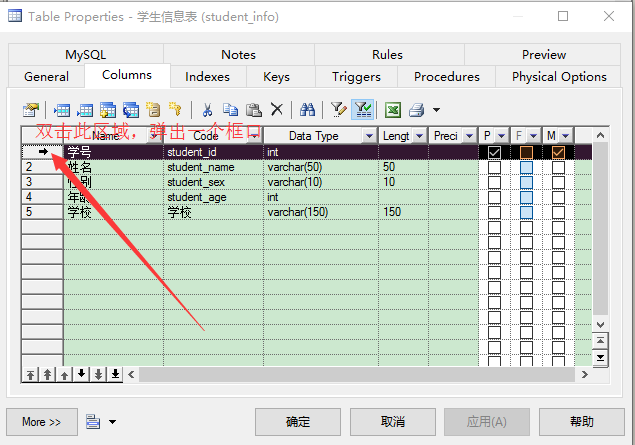 Table Properties - 学生信息表 (student_info)
MySQL Notes Rules Preview
General Columns Indexes Keys Triggers Procedures Physical Options
双击此区域，弹出一个框口
Name Code Data Type Lengt Preci P F M
学号 student_id int
2 姓名 student_name varchar(50) 50
3 性别 student_sex varchar(10) 10
4 年龄 student_age int
5 学校 学校 varchar(150) 150
More >> 确定 取消 应用(A) 帮助